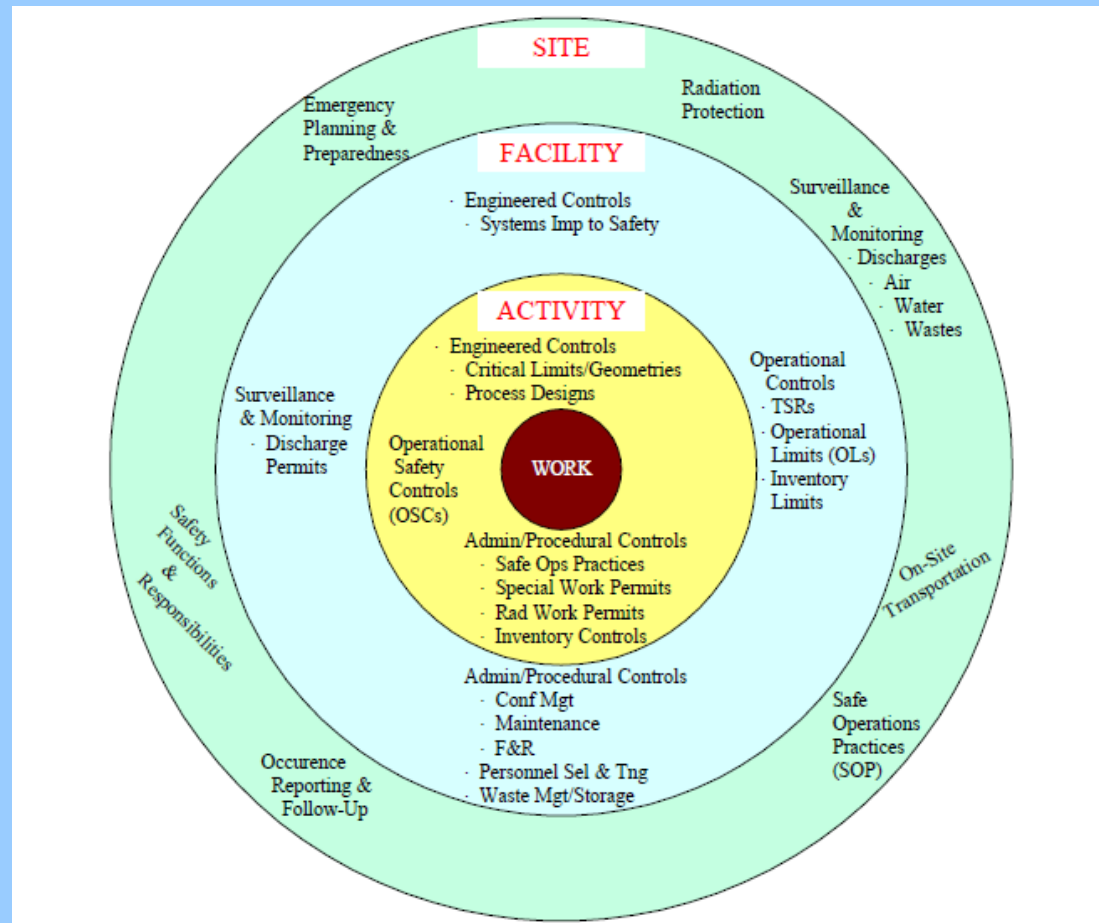 SITE
Emergency
Planning &
Preparedness
Radiation
Protection
Surveillance
&
Monitoring
· Discharges
· Air
· Water
· Wastes
On-Site
Transportation
Safe
Operations
Practices
(SOP)
Occurence
Reporting &
Follow-Up
Safety
Functions
&
Responsibilities
FACILITY
· Engineered Controls
· Systems Imp to Safety
Surveillance
& Monitoring
· Discharge
Permits
Operational
Controls
· TSRs
· Operational
Limits (OLs)
· Inventory
Limits
Admin/Procedural Controls
· Conf Mgt
· Maintenance
· F&R
· Personnel Sel & Tng
· Waste Mgt/Storage
ACTIVITY
· Engineered Controls
· Critical Limits/Geometries
· Process Designs
Operational
Safety
Controls
(OSCs)
WORK
Admin/Procedural Controls
· Safe Ops Practices
· Special Work Permits
· Rad Work Permits
· Inventory Controls